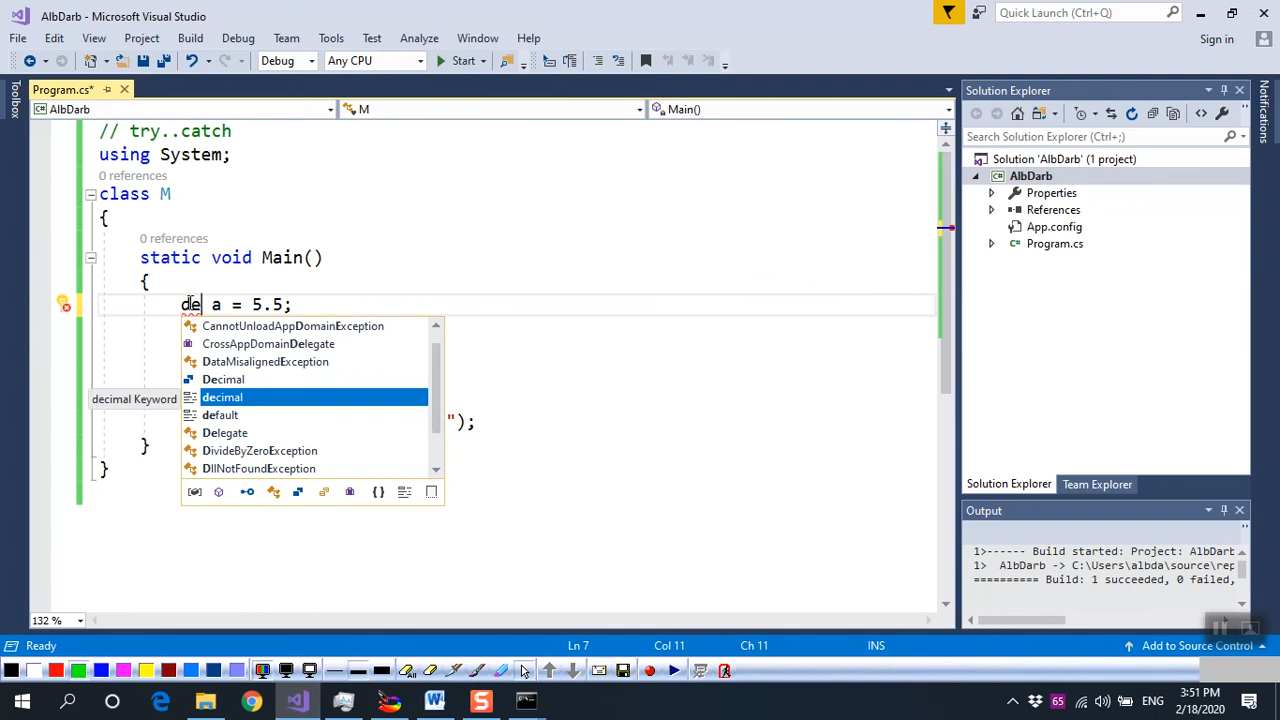 AlbDarb - Microsoft Visual Studio
Quick Launch (Ctrl+Q)
File Edit View Project Build Debug Team Tools Test Analyze Window Help
Sign in
Debug Any CPU Start
Toolbox
Program.cs*
AlbDarb M Main()
// try..catch
using System;
0 references
class M
{
0 references
static void Main()
{
de a = 5.5;
CannotUnloadAppDomainException
CrossAppDomainDelegate
DataMisalignedException
Decimal
decimal
default
Delegate
DivideByZeroException
DllNotFoundException
decimal Keyword
");
}
}
132 %
Solution Explorer
Search Solution Explorer (Ctrl+;)
Solution 'AlbDarb' (1 project)
AlbDarb
Properties
References
App.config
Program.cs
Solution Explorer Team Explorer
Output
1>------ Build started: Project: AlbDarb
1> AlbDarb -> C:\Users\albda\source\rep
========== Build: 1 succeeded, 0 failed,
Notifications
Ready Ln 7 Col 11 Ch 11 INS Add to Source Control
All
65 ENG
3:51 PM
2/18/2020